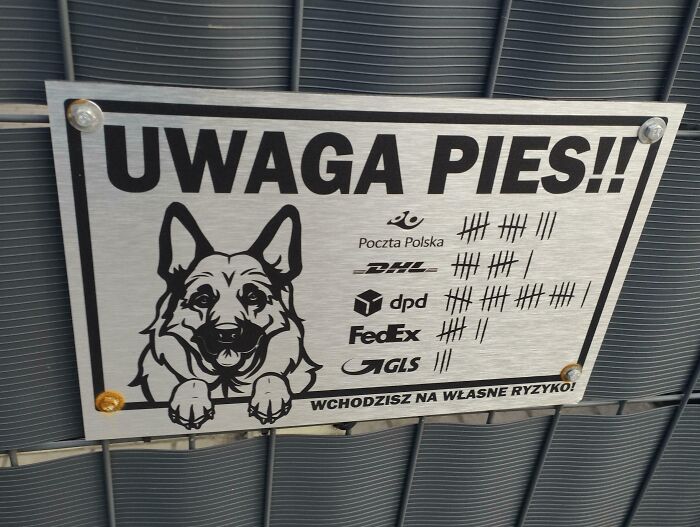 UWAGA PIES!!
Poczta Polska
DHL
dpd
FedEx
GLS
WCHODZISZ NA WŁASNE RYZYKO!